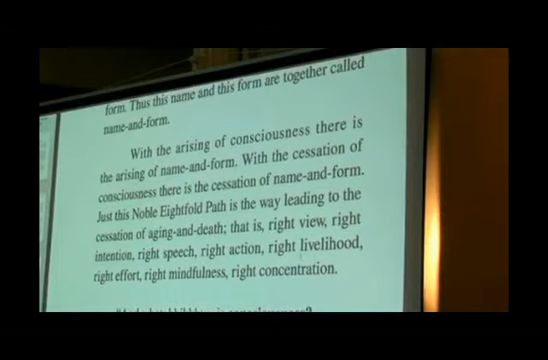 form. Thus this name and this form are together called
name-and-form.
With the arising of consciousness there is
the arising of name-and-form. With the cessation of
consciousness there is the cessation of name-and-form.
Just this Noble Eightfold Path is the way leading to the
cessation of aging-and-death; that is, right view, right
intention, right speech, right action, right livelihood,
right effort, right mindfulness, right concentration.